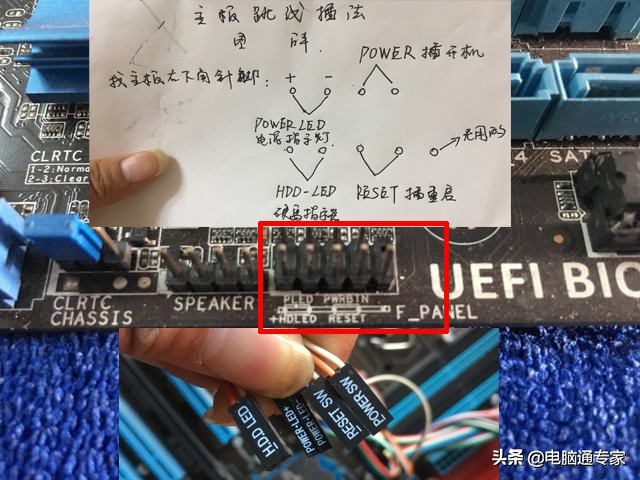 主板跳线插法
图解.
POWER 插开机
找主板右下角针脚: + -
POWER LED
电源指示灯
→无用两
HDD-LED
RESET 插重启
硬盘指示灯
CLRTC
1-2:Norma
2-3:Clear
SAT
CLRTC
CHASSIS
SPEAKER
PLED PWRBTN
+HDLED RESET
F_PANEL
UEFI BIO
H.D.D LED
POWER LED+
POWER LED-
RESET SW
POWER SW
头条 @电脑通专家